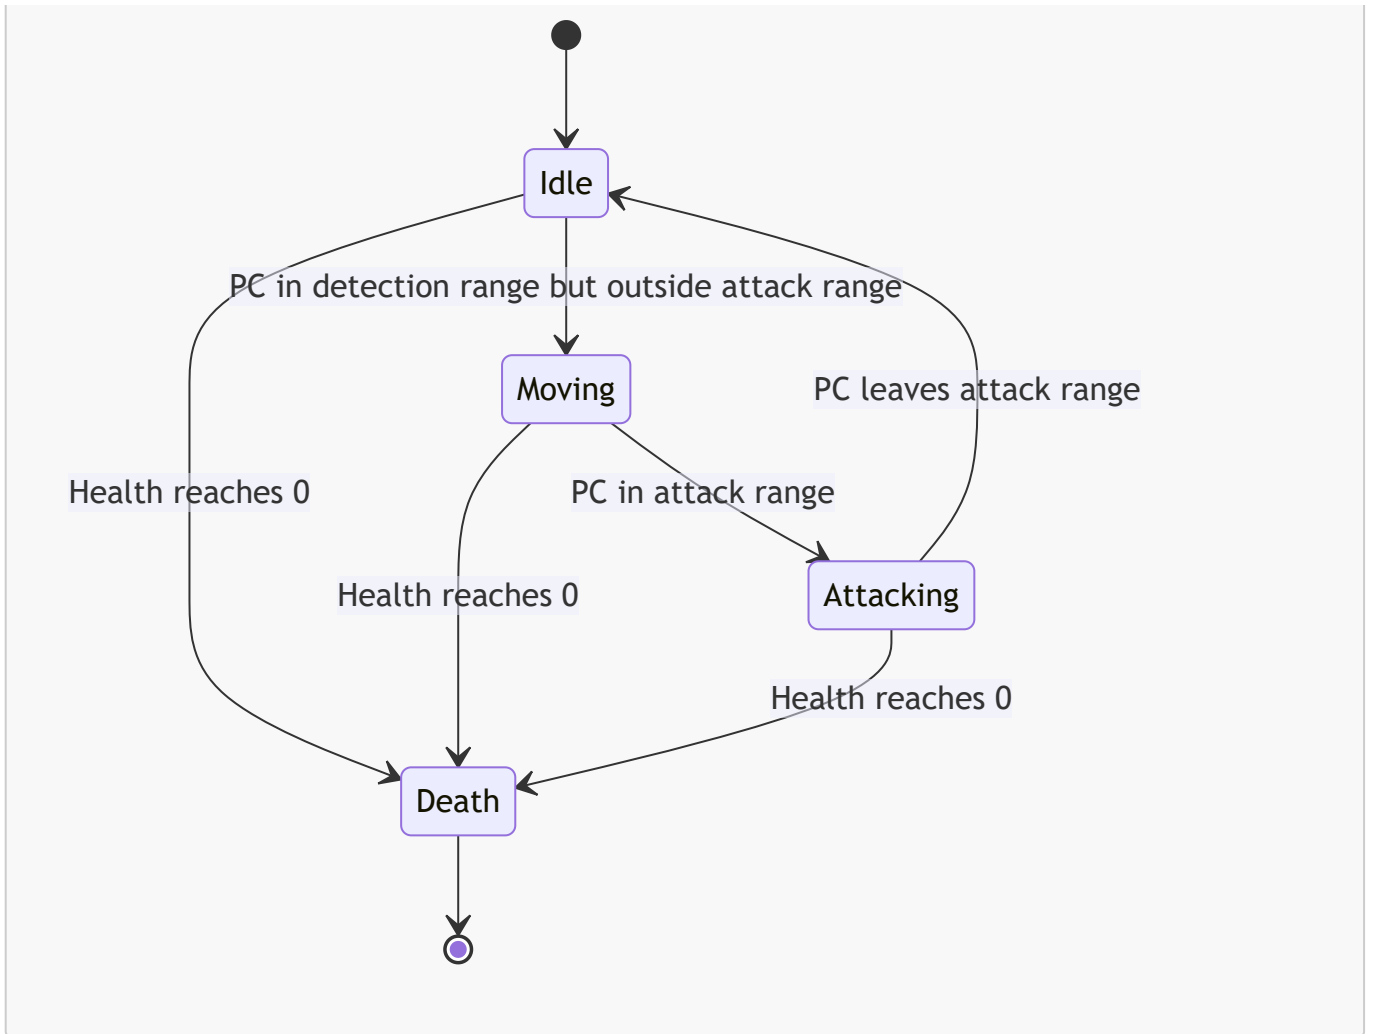 Idle
PC in detection range but outside attack range
Moving
PC leaves attack range
Health reaches 0
PC in attack range
Health reaches 0
Attacking
Health reaches 0
Death